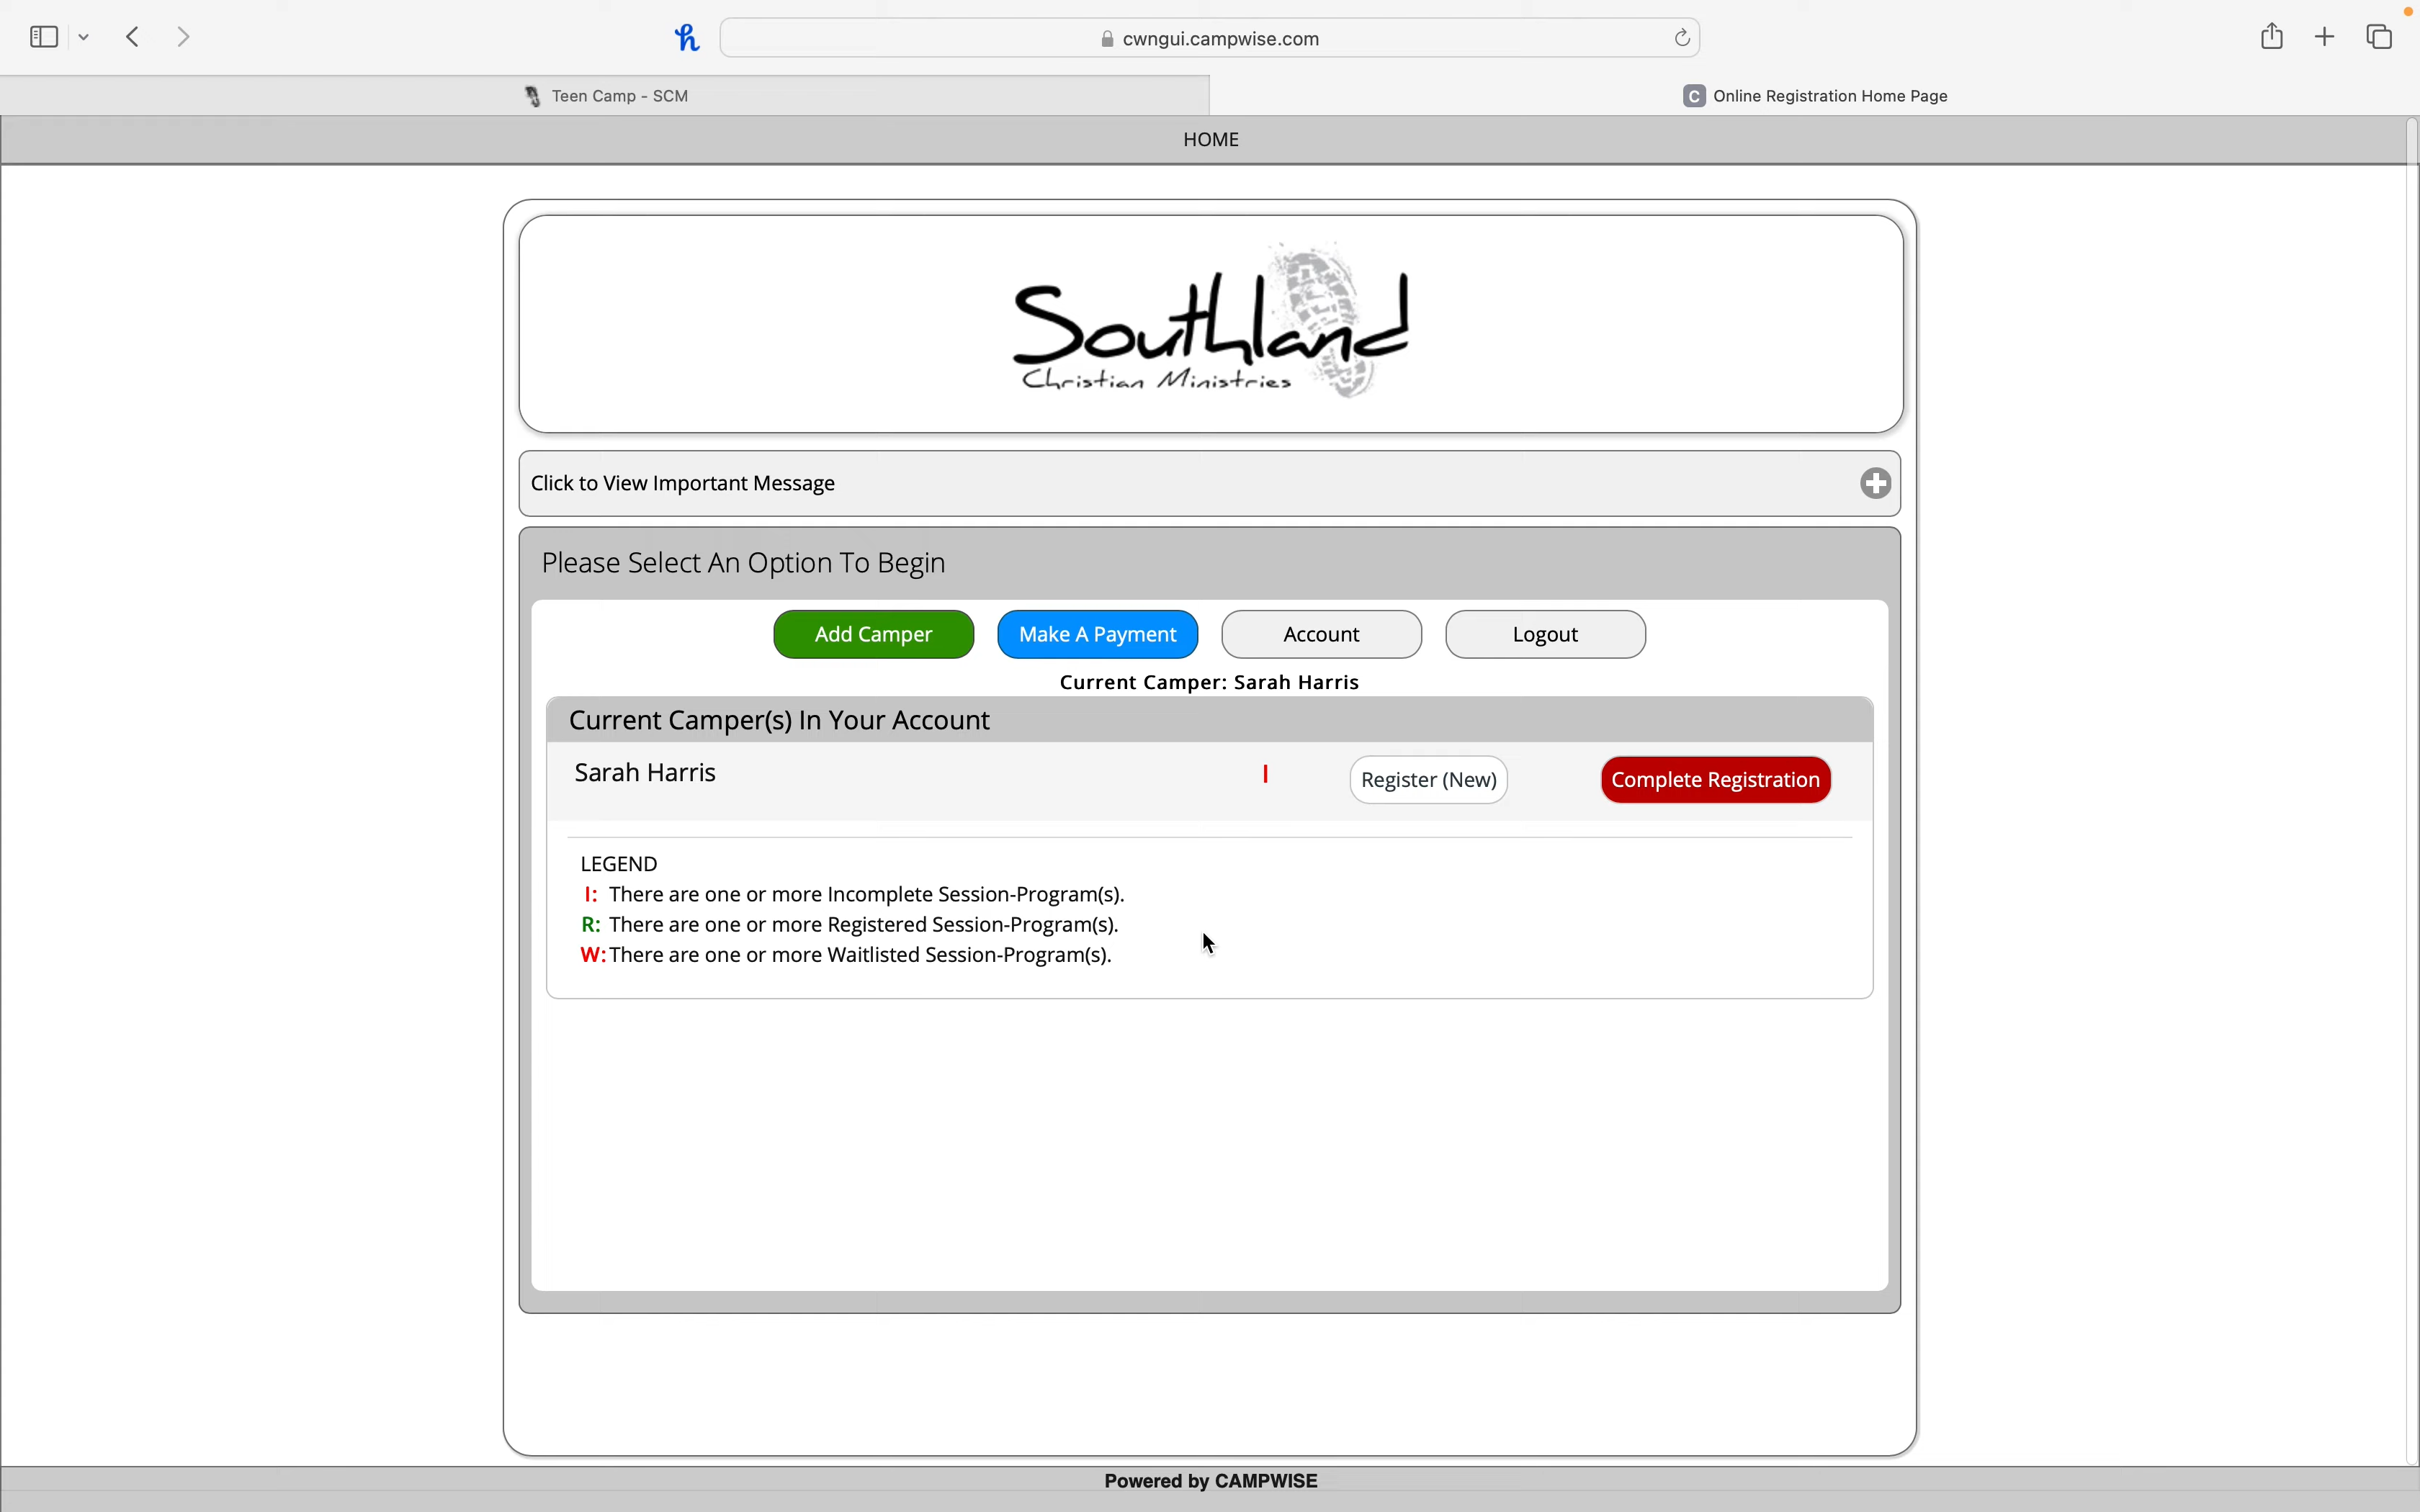 cwngui.campwise.com
Teen Camp - SCM
C Online Registration Home Page
HOME
Southland
Christian Ministries
Click to View Important Message
Please Select An Option To Begin
Add Camper Make A Payment Account Logout
Current Camper: Sarah Harris
Current Camper(s) In Your Account
Sarah Harris I Register (New) Complete Registration
LEGEND
I: There are one or more Incomplete Session-Program(s).
R: There are one or more Registered Session-Program(s).
W: There are one or more Waitlisted Session-Program(s).
Powered by CAMPWISE